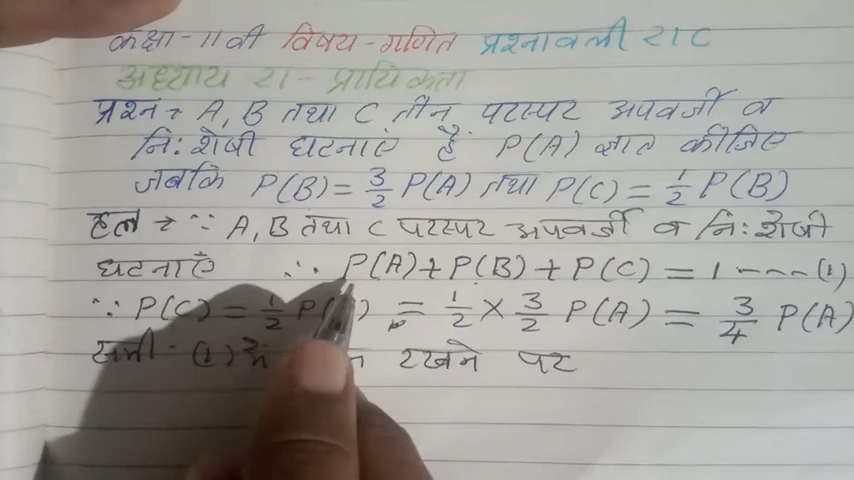 कक्षा-11वी विषय-गणित प्रश्नावली 21C
अध्याय 21-प्रायिकता
प्रश्न → A, B तथा C तीन परस्पर अपवर्जी व
नि:शेषी घटनाएं हैं P(A) ज्ञात कीजिए
जबकि P(B) = 3/2 P(A) तथा P(C) = 1/2 P(B)
हल → ∵ A, B तथा C परस्पर अपवर्जी व नि:शेषी
घटनाएं ∴ P(A) + P(B) + P(C) = 1 ---- (1)
∵ P(C) = 1/2 P( ) = 1/2 × 3/2 P(A) = 3/4 P(A)
समी. (1) में रखने पर